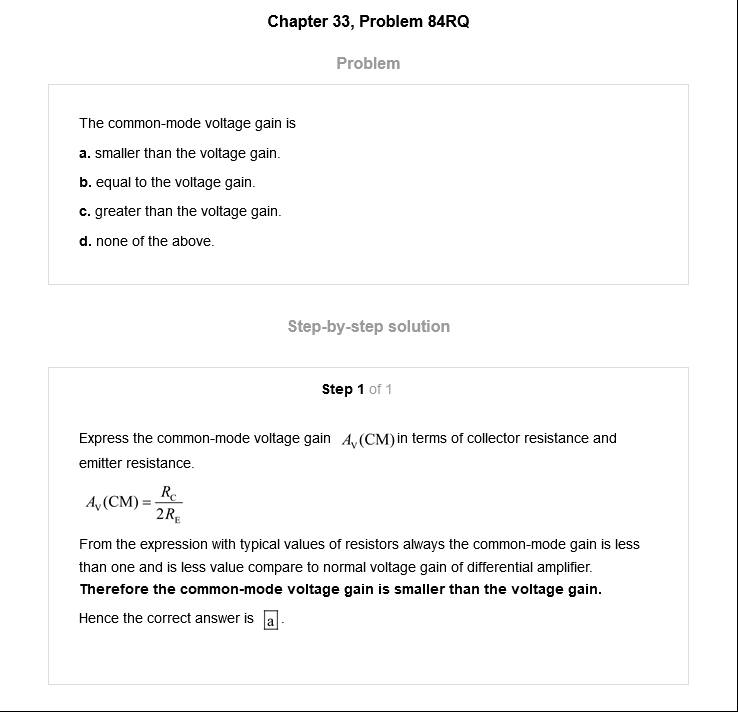 Chapter 33, Problem 84RQ
Problem
The common-mode voltage gain is
a. smaller than the voltage gain.
b. equal to the voltage gain.
c. greater than the voltage gain.
d. none of the above.
Step-by-step solution
Step 1 of 1
Express the common-mode voltage gain A_V(CM) in terms of collector resistance and
emitter resistance.
A_V(CM) = R_C / 2R_E
From the expression with typical values of resistors always the common-mode gain is less
than one and is less value compare to normal voltage gain of differential amplifier.
Therefore the common-mode voltage gain is smaller than the voltage gain.
Hence the correct answer is a .